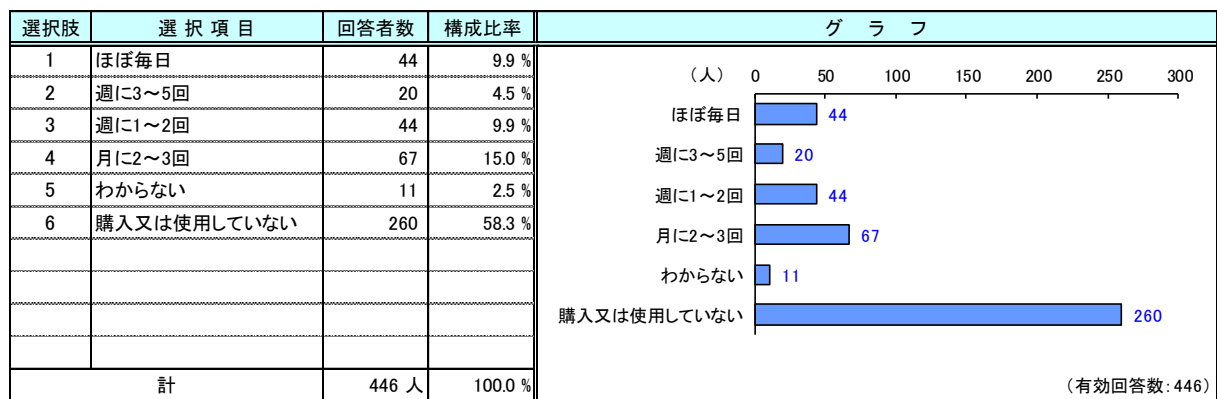 選択肢 選択項目 回答者数 構成比率 グラフ
1 ほぼ毎日 44 9.9 %
2 週に3～5回 20 4.5 %
3 週に1～2回 44 9.9 %
4 月に2～3回 67 15.0 %
5 わからない 11 2.5 %
6 購入又は使用していない 260 58.3 %
計 446 人 100.0 %
(人) 0 50 100 150 200 250 300
ほぼ毎日 44
週に3～5回 20
週に1～2回 44
月に2～3回 67
わからない 11
購入又は使用していない 260
(有効回答数:446)